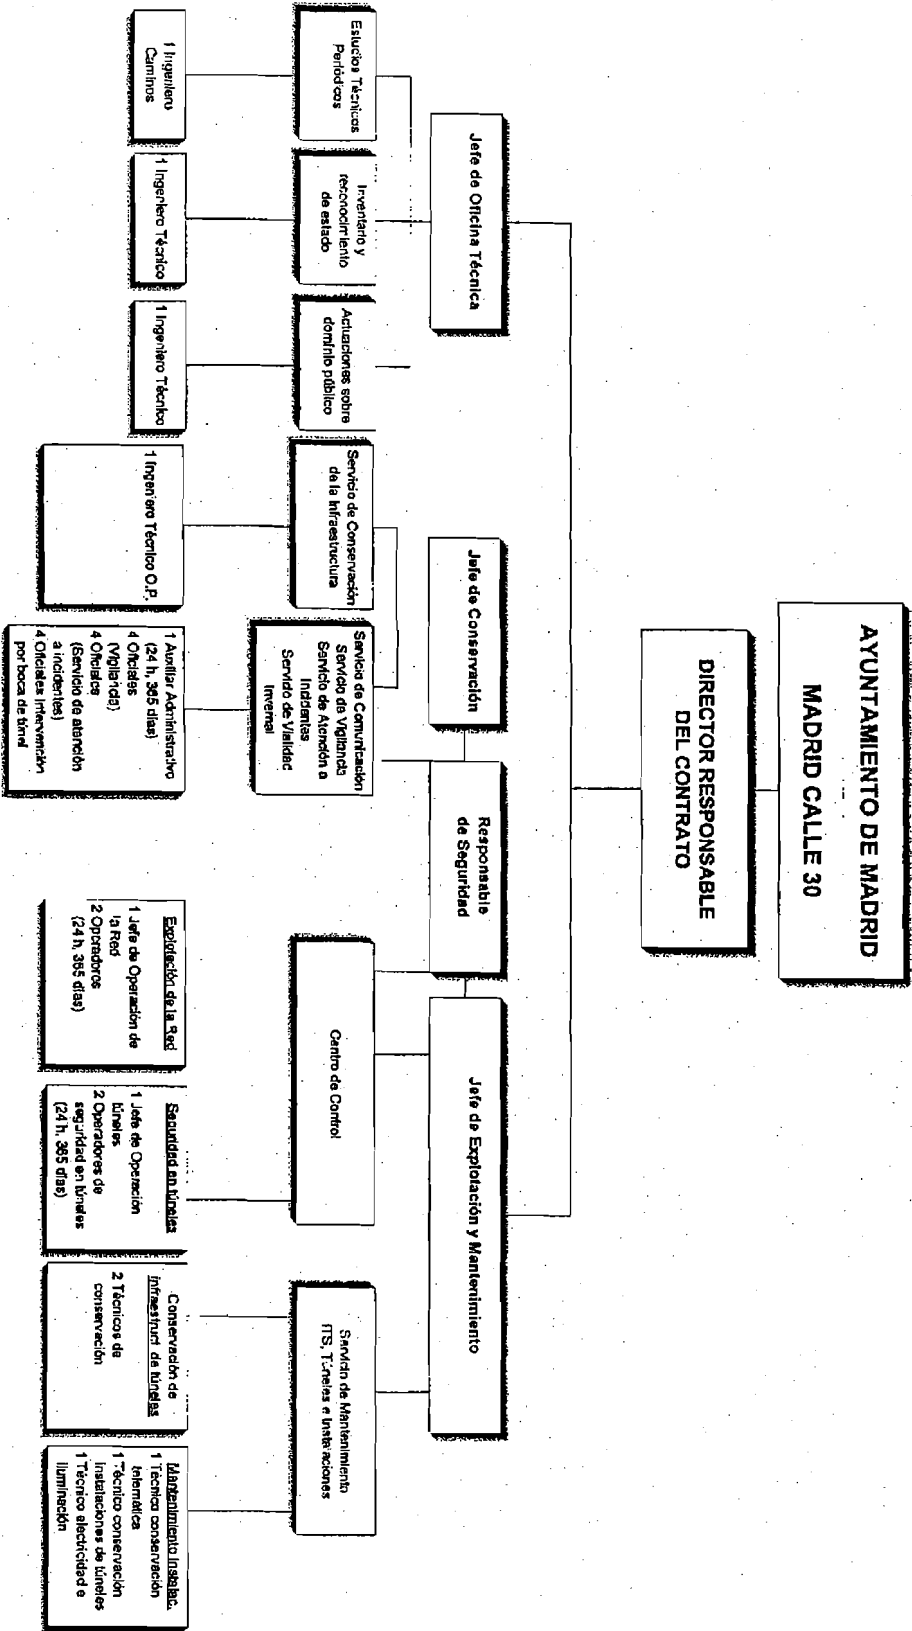 AYUNTAMIENTO DE MADRID
MADRID CALLE 30
DIRECTOR RESPONSABLE
DEL CONTRATO
Jefe de Oficina Técnica
Jefe de Conservación
Responsable
de Seguridad
Jefe de Explotación y Mantenimiento
Estudios Técnicos
Periódicos
Inventario y
reconocimiento
de estado
Actuaciones sobre
dominio público
Servicio de Conservación
de la Infraestructura
Servicio de Comunicación
Servicio de Vigilancia
Servicio de Atención a
Incidentes
Servicio de Vialidad
Invernal
Centro de Control
Servicio de Mantenimiento
ITS, Túneles e Instalaciones
1 Ingeniero
Caminos
1 Ingeniero Técnico
1 Ingeniero Técnico
1 Ingeniero Técnico O.P.
1 Auxiliar Administrativo
(24 h, 365 días)
4 Oficiales
(Vigilancia)
4 Oficiales
(Servicio de atención
a incidentes)
4 Oficiales intervención
por boca de túnel
Explotación de la Red
1 Jefe de Operación de
la Red
2 Operadores
(24 h, 365 días)
Seguridad en túneles
1 Jefe de Operación
túneles
2 Operadores de
seguridad en túneles
(24 h, 365 días)
Conservación de
infraestruct de túneles
2 Técnicos de
conservación
Mantenimiento instalac.
1 Técnico conservación
telemática
1 Técnico conservación
instalaciones de túneles
1 Técnico electricidad e
iluminación